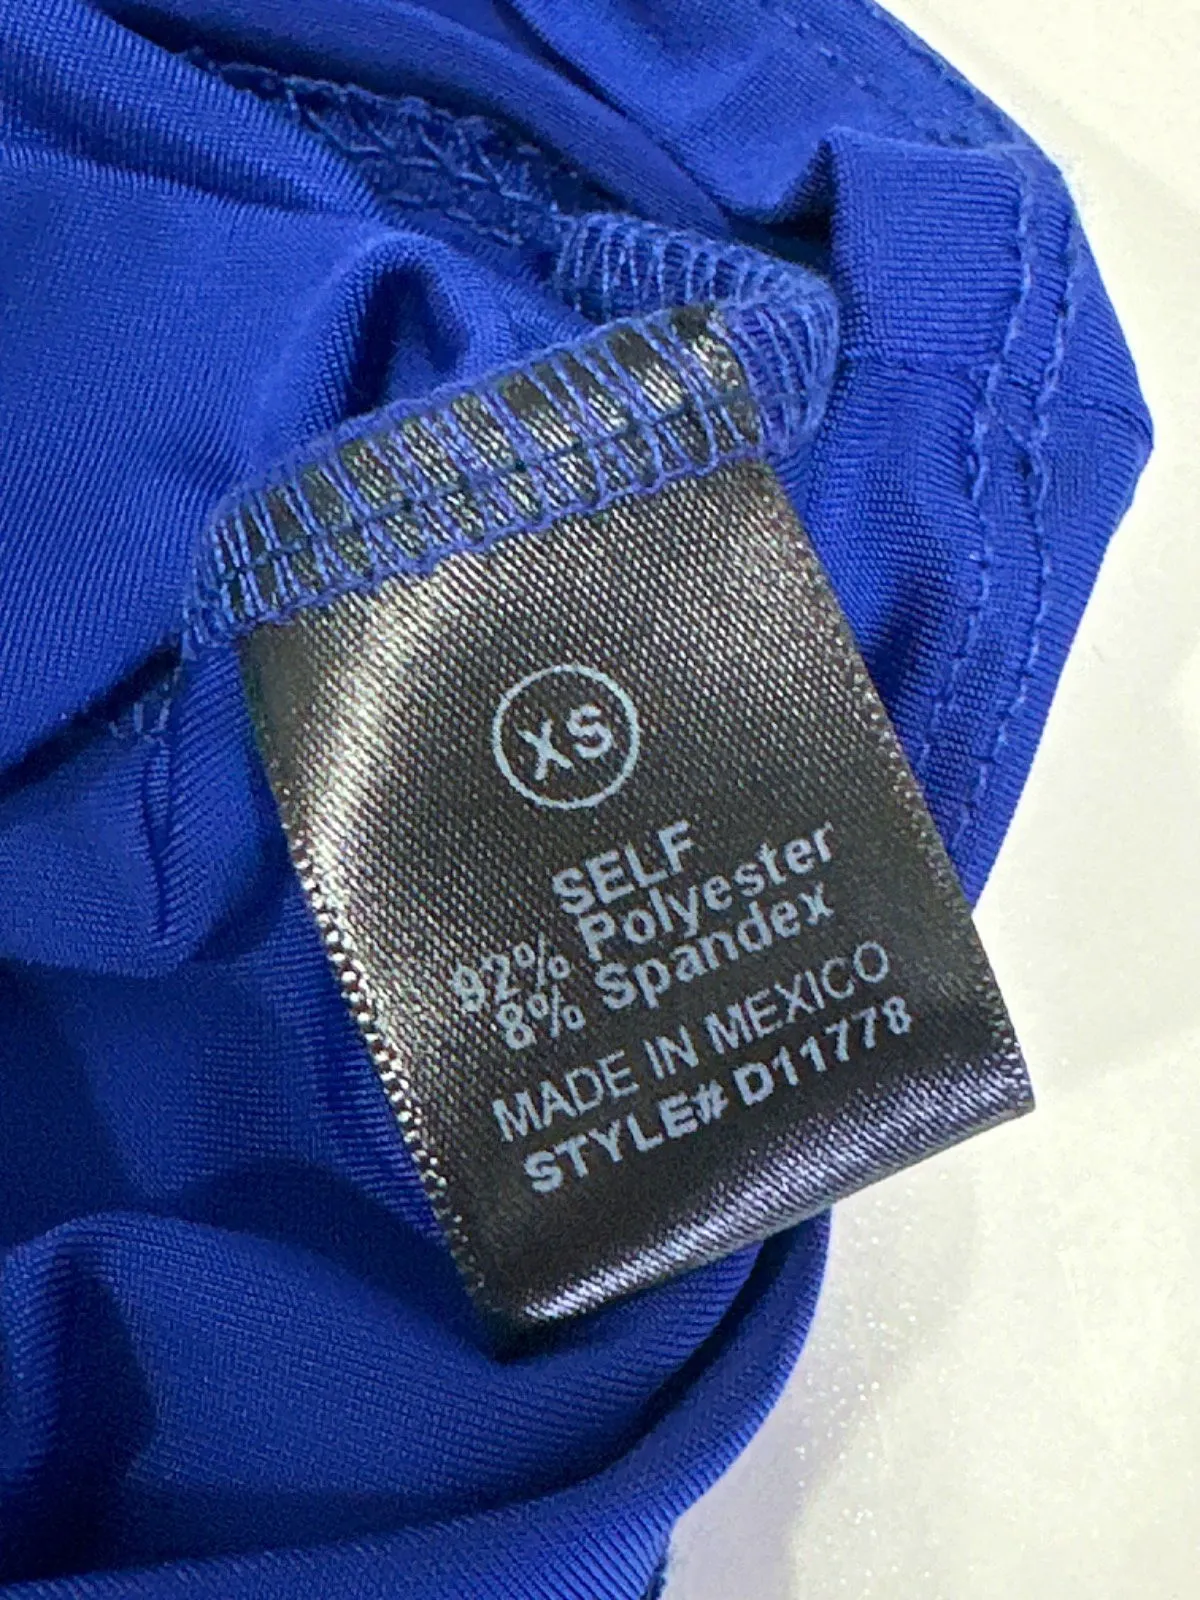 XS
SELF
92% Polyester
8% Spandex
MADE IN MEXICO
STYLE# D11778